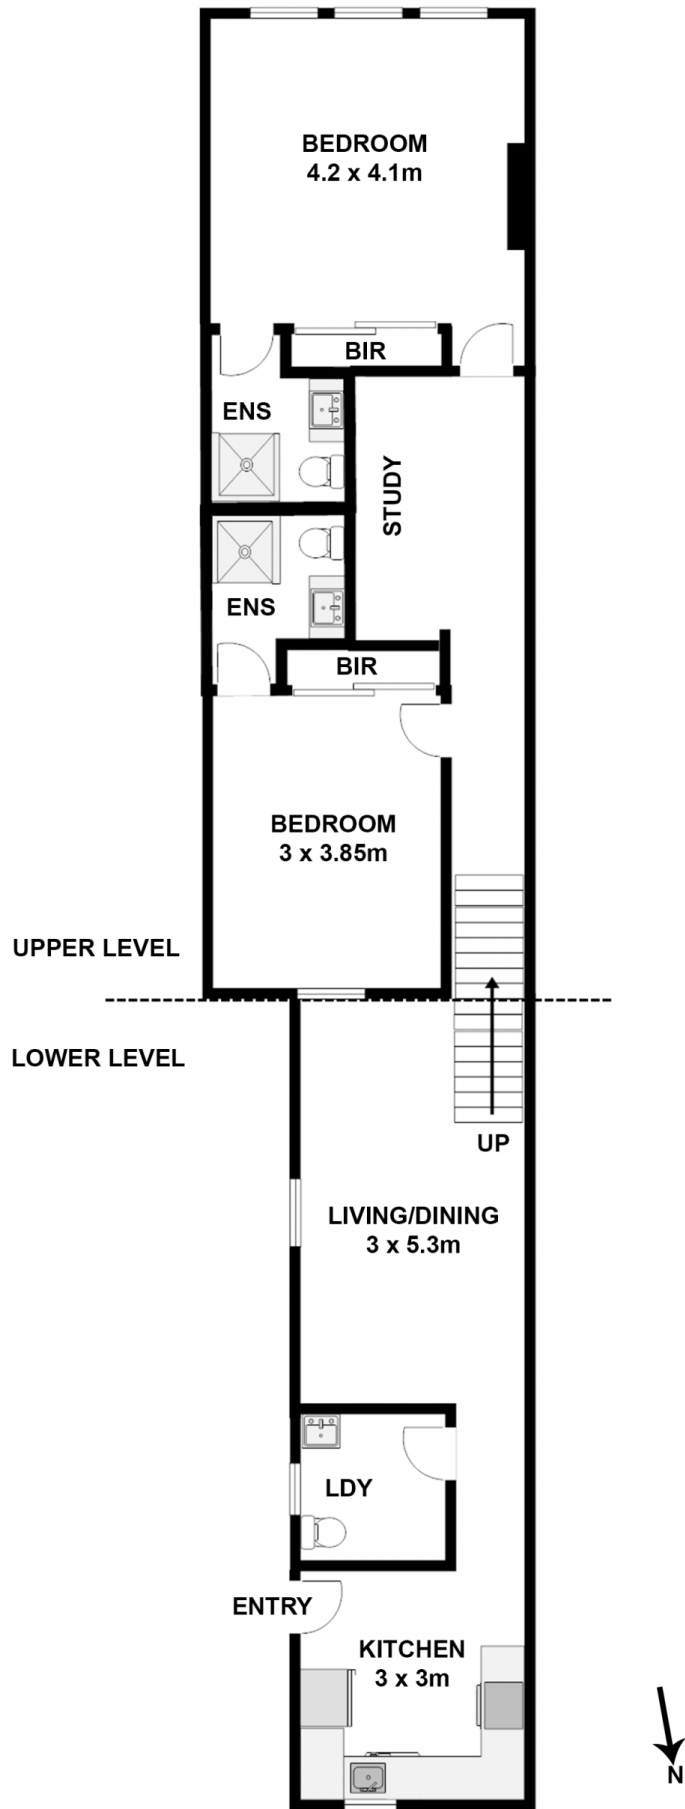 BEDROOM
4.2 x 4.1m
BIR
ENS
STUDY
ENS
BIR
BEDROOM
3 x 3.85m
UPPER LEVEL
LOWER LEVEL
UP
LIVING/DINING
3 x 5.3m
LDY
ENTRY
KITCHEN
3 x 3m
N